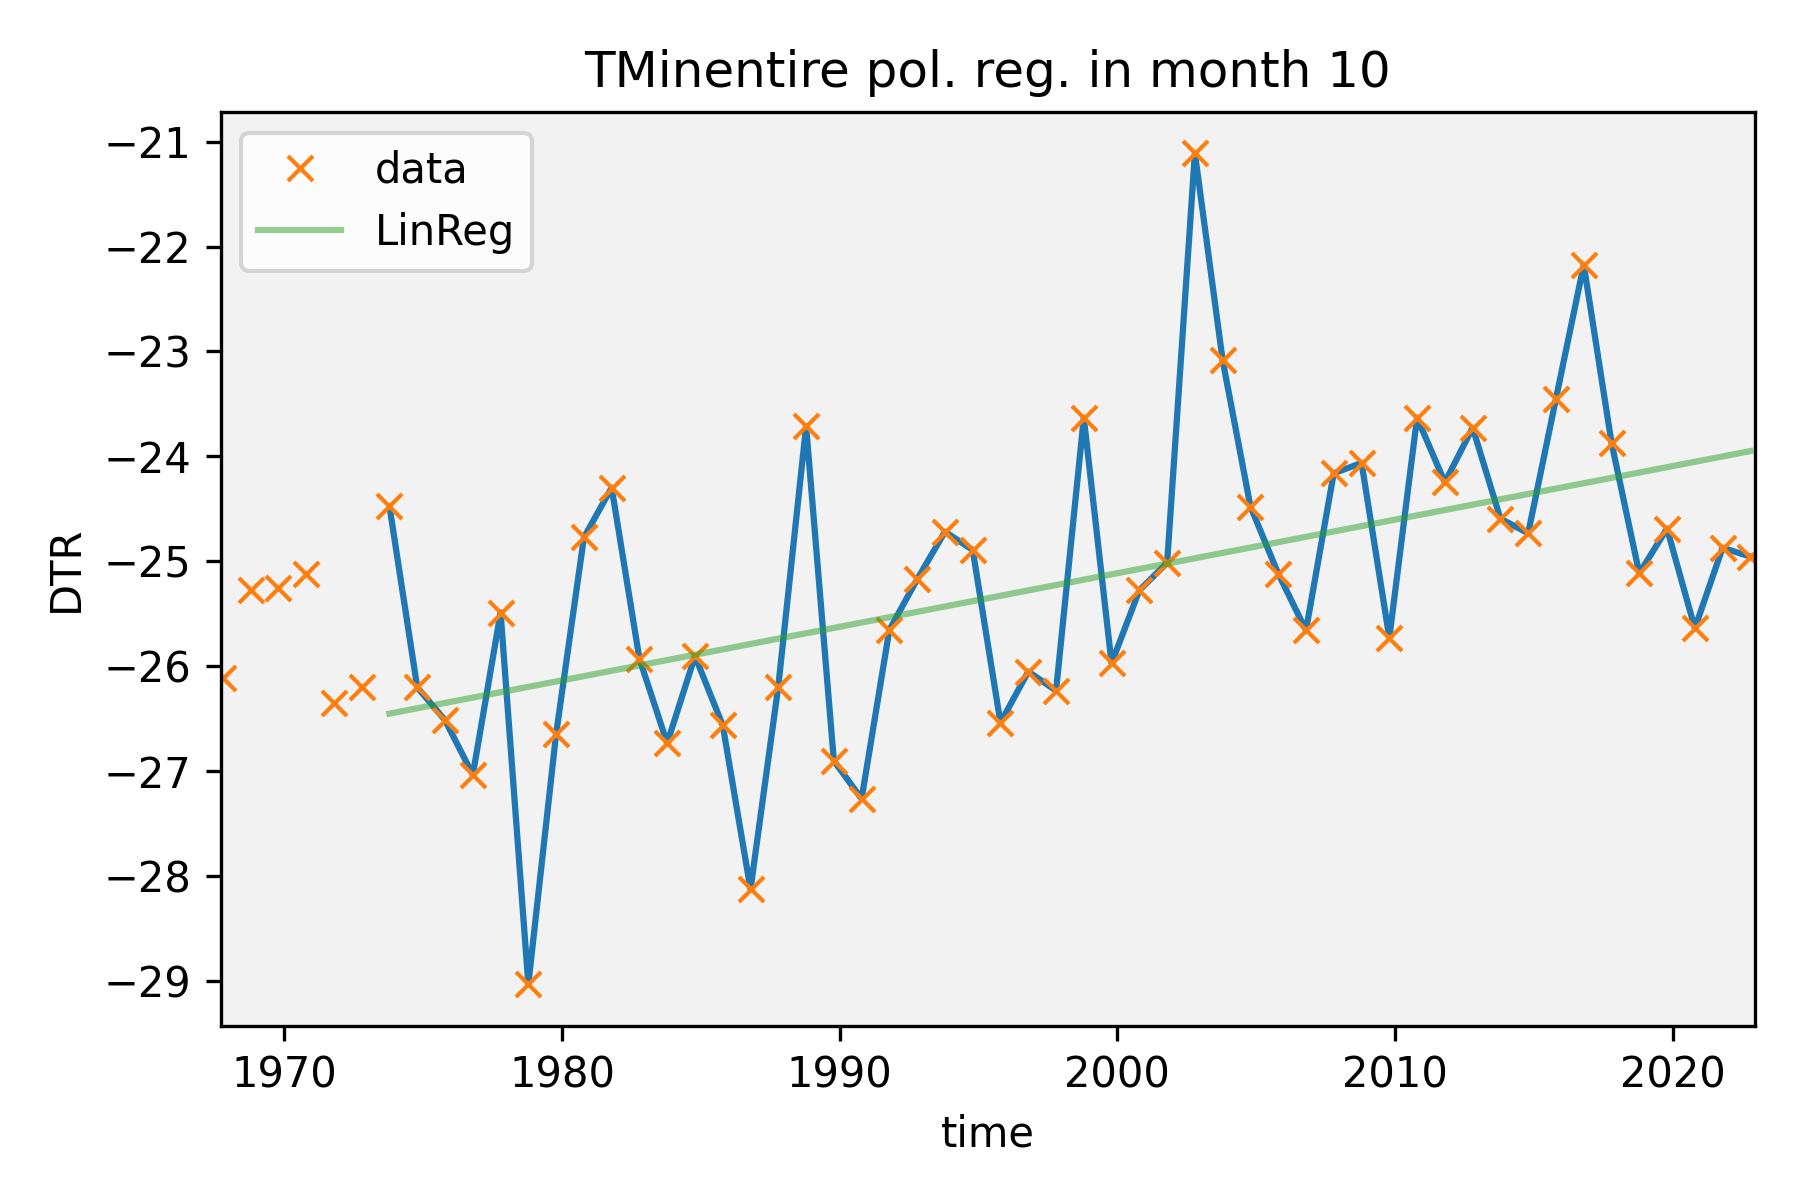 TMinentire pol. reg. in month 10
data
LinReg
−21
−22
−23
−24
−25
−26
−27
−28
−29
DTR
1970 1980 1990 2000 2010 2020
time